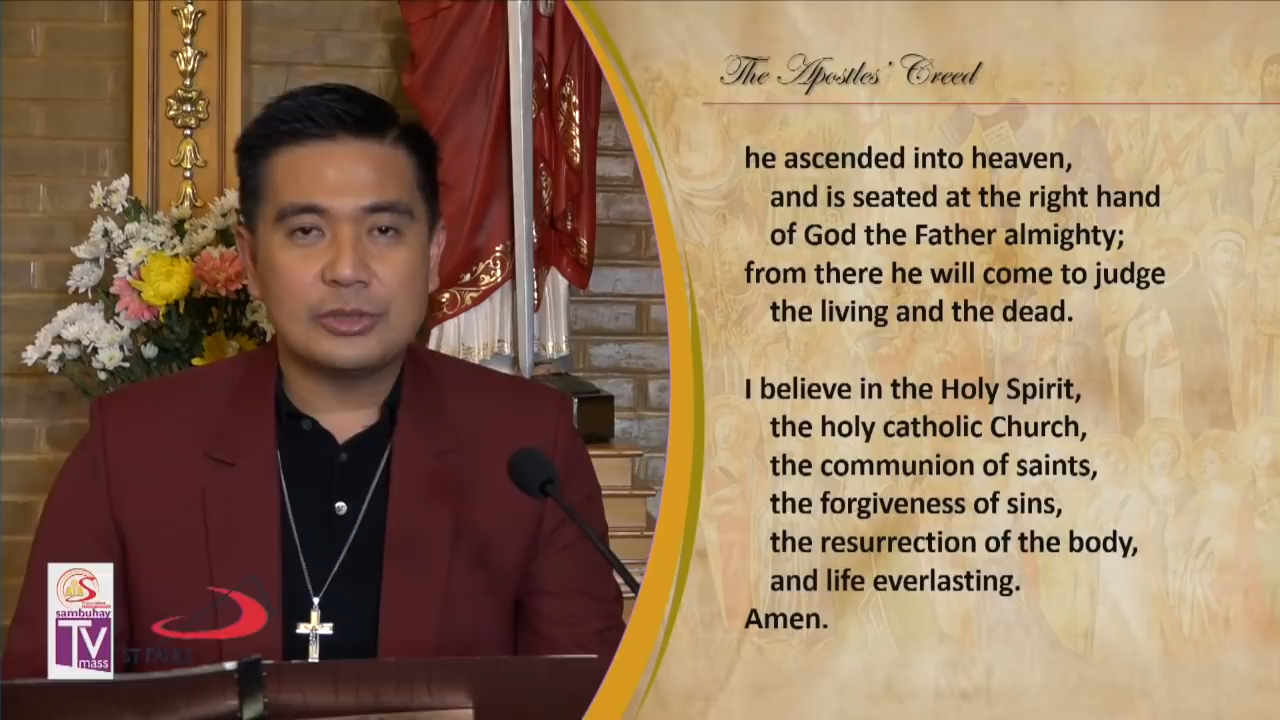 The Apostles' Creed
he ascended into heaven,
and is seated at the right hand
of God the Father almighty;
from there he will come to judge
the living and the dead.
I believe in the Holy Spirit,
the holy catholic Church,
the communion of saints,
the forgiveness of sins,
the resurrection of the body,
and life everlasting.
Amen.
sambuhay
TV
mass
ST PAULS